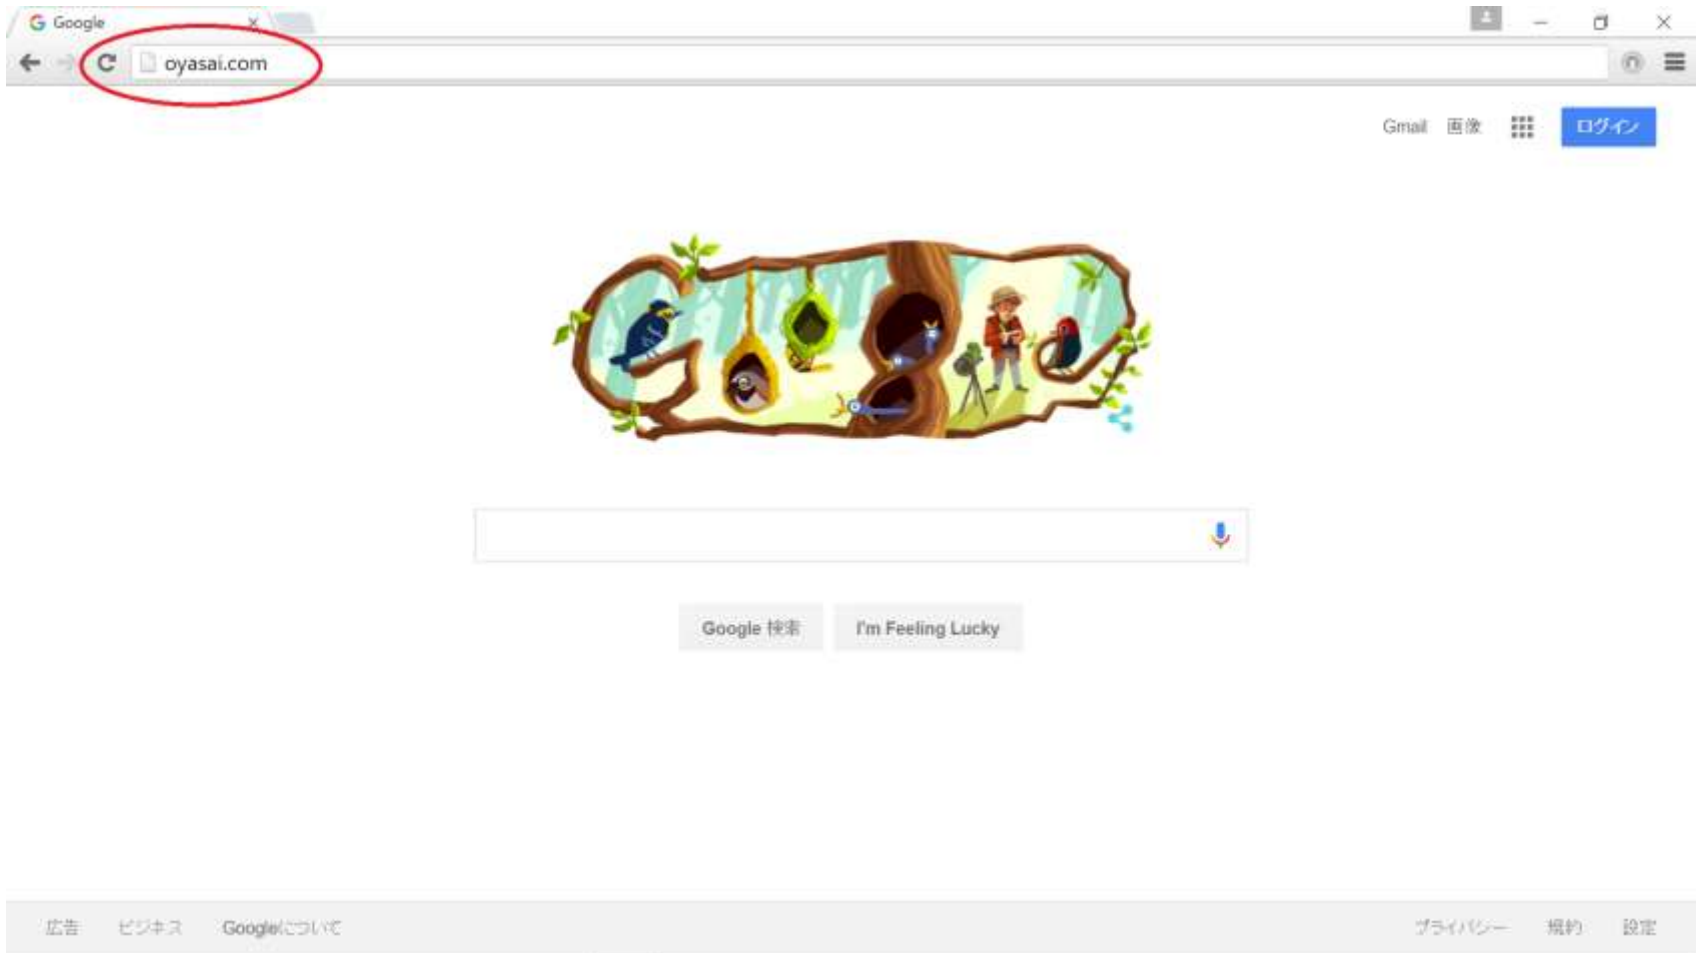 Google
oyasai.com
Gmail 画像 ログイン
Google 検索 I'm Feeling Lucky
広告 ビジネス Googleについて プライバシー 規約 設定